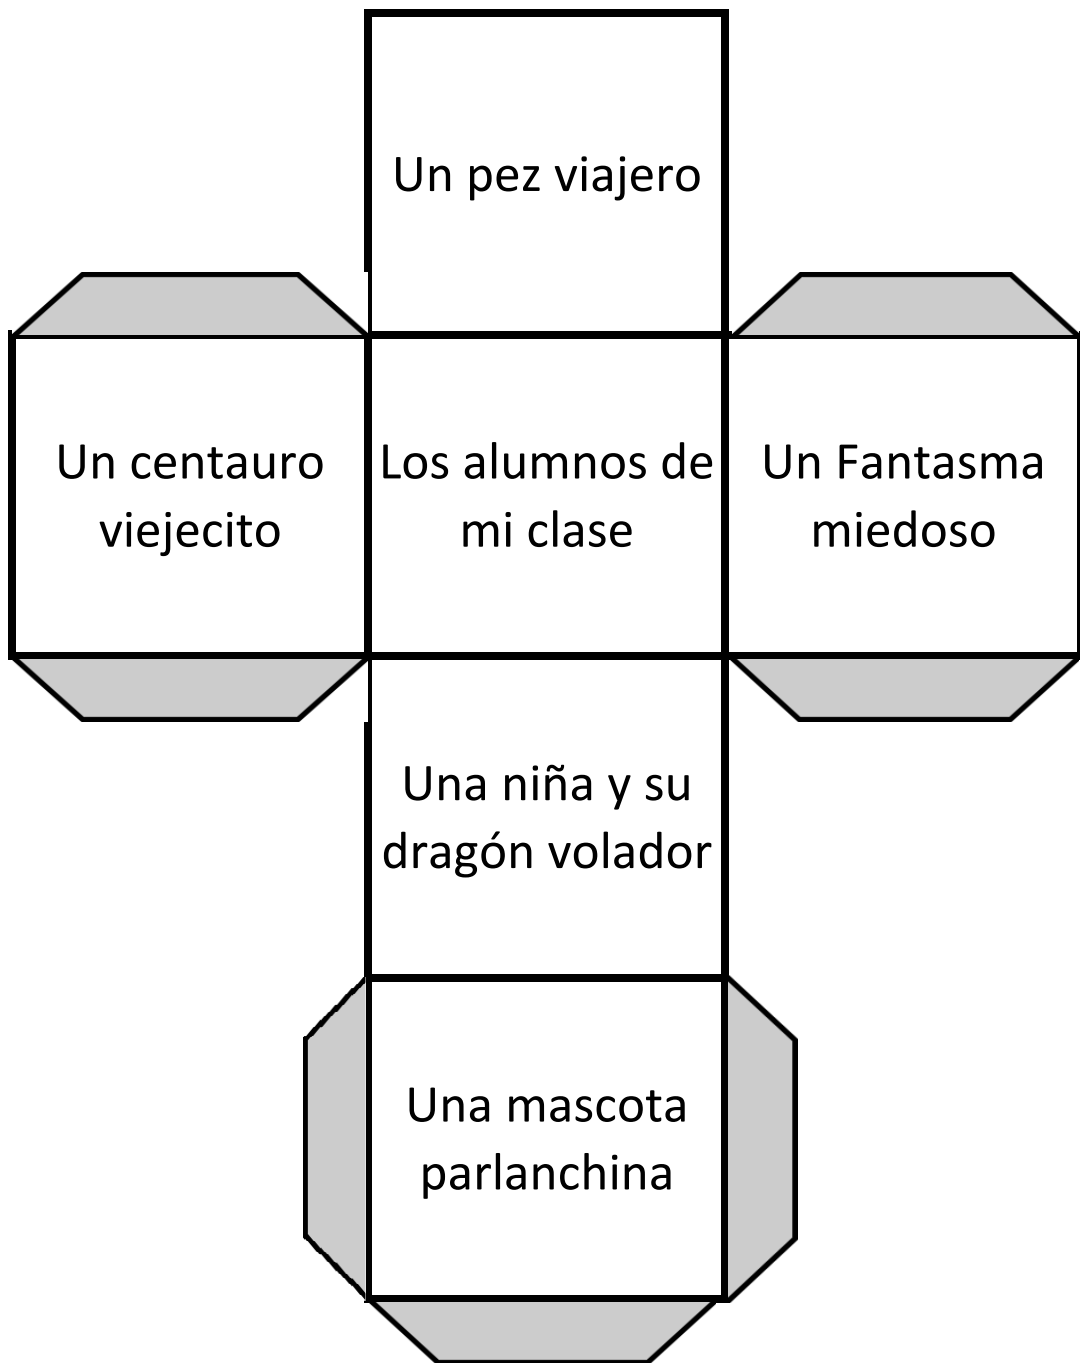 Un pez viajero
Un centauro
viejecito
Los alumnos de
mi clase
Un Fantasma
miedoso
Una niña y su
dragón volador
Una mascota
parlanchina